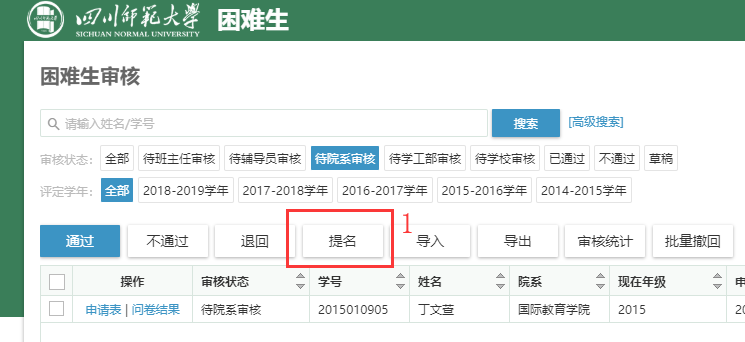 四川师范大学 困难生
SICHUAN NORMAL UNIVERSITY
困难生审核
请输入姓名/学号 搜索 [高级搜索]
审核状态: 全部 待班主任审核 待辅导员审核 待院系审核 待学工部审核 待学校审核 已通过 不通过 草稿
评定学年: 全部 2018-2019学年 2017-2018学年 2016-2017学年 2015-2016学年 2014-2015学年
通过 不通过 退回 提名 1 导入 导出 审核统计 批量撤回
操作 审核状态 学号 姓名 院系 现在年级 申
申请表 | 问卷结果 待院系审核 2015010905 丁文萱 国际教育学院 2015 20